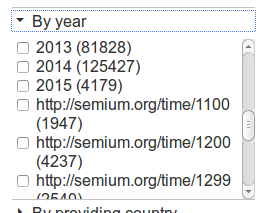 By year
2013 (81828)
2014 (125427)
2015 (4179)
http://semium.org/time/1100
(1947)
http://semium.org/time/1200
(4237)
http://semium.org/time/1299
(2540)
By providing country